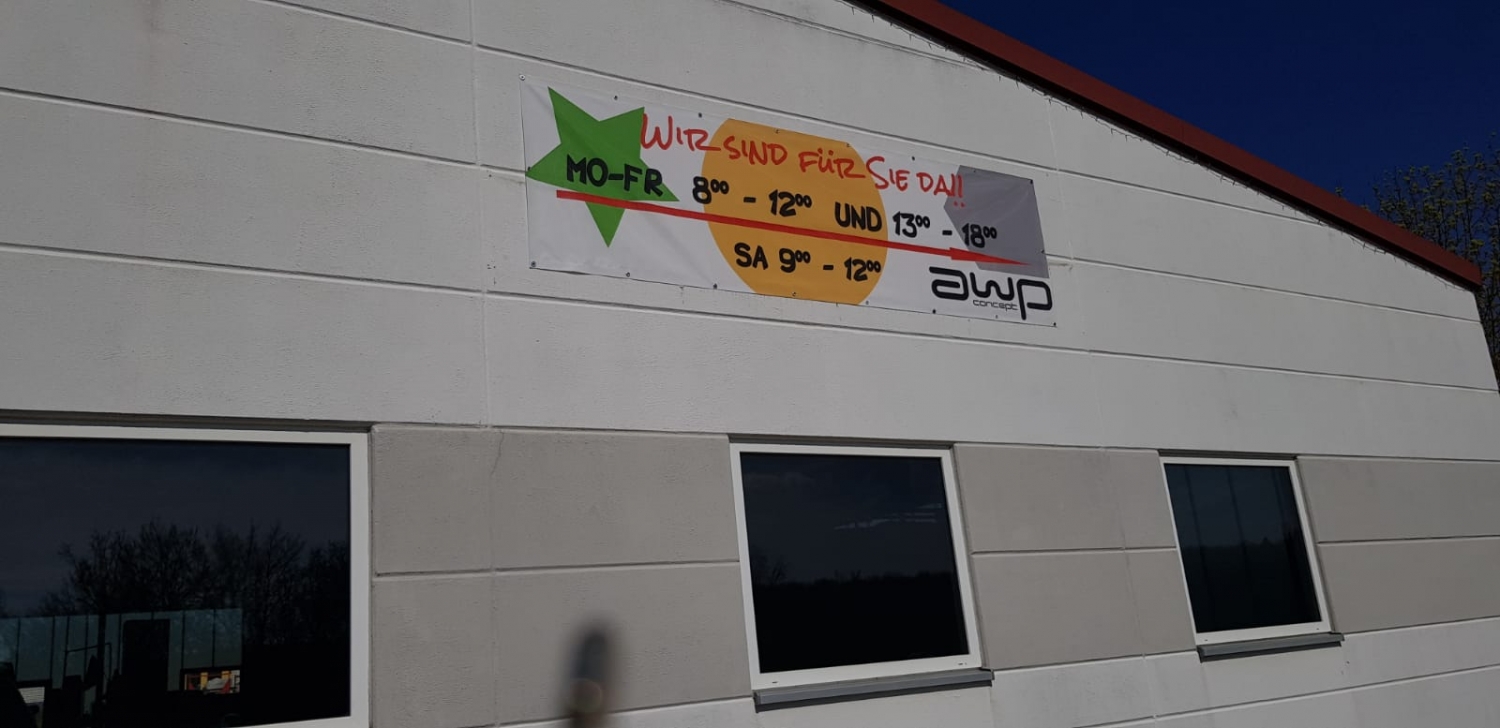 Wir sind für Sie da!!
MO-FR 8⁰⁰ - 12⁰⁰ UND 13⁰⁰ - 18⁰⁰
SA 9⁰⁰ - 12⁰⁰
awp
concept